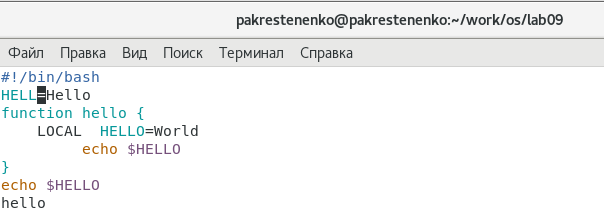 pakrestenenko@pakrestenenko:~/work/os/lab09
Файл Правка Вид Поиск Терминал Справка
#!/bin/bash
HELL=Hello
function hello {
    LOCAL  HELLO=World
         echo $HELLO
}
echo $HELLO
hello